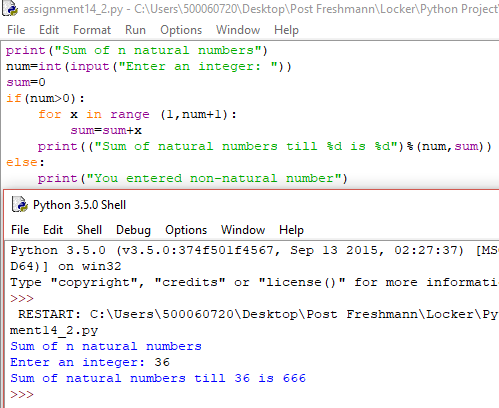 assignment14_2.py - C:\Users\500060720\Desktop\Post Freshmann\Locker\Python Project
File Edit Format Run Options Window Help
print("Sum of n natural numbers")
num=int(input("Enter an integer: "))
sum=0
if(num>0):
    for x in range (1,num+1):
        sum=sum+x
    print(("Sum of natural numbers till %d is %d")%(num,sum))
else:
    print("You entered non-natural number")
Python 3.5.0 Shell
File Edit Shell Debug Options Window Help
Python 3.5.0 (v3.5.0:374f501f4567, Sep 13 2015, 02:27:37) [MS
D64)] on win32
Type "copyright", "credits" or "license()" for more informati
>>>
 RESTART: C:\Users\500060720\Desktop\Post Freshmann\Locker\Py
ment14_2.py
Sum of n natural numbers
Enter an integer: 36
Sum of natural numbers till 36 is 666
>>>